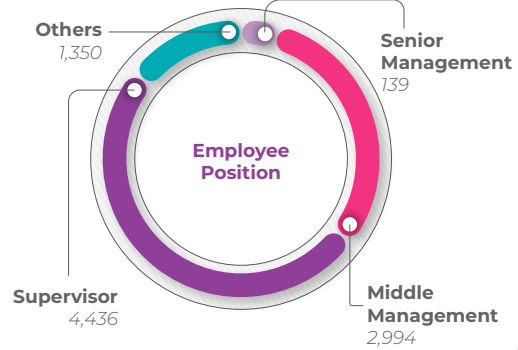 Others
1,350
Senior
Management
139
Employee
Position
Supervisor
4,436
Middle
Management
2,994